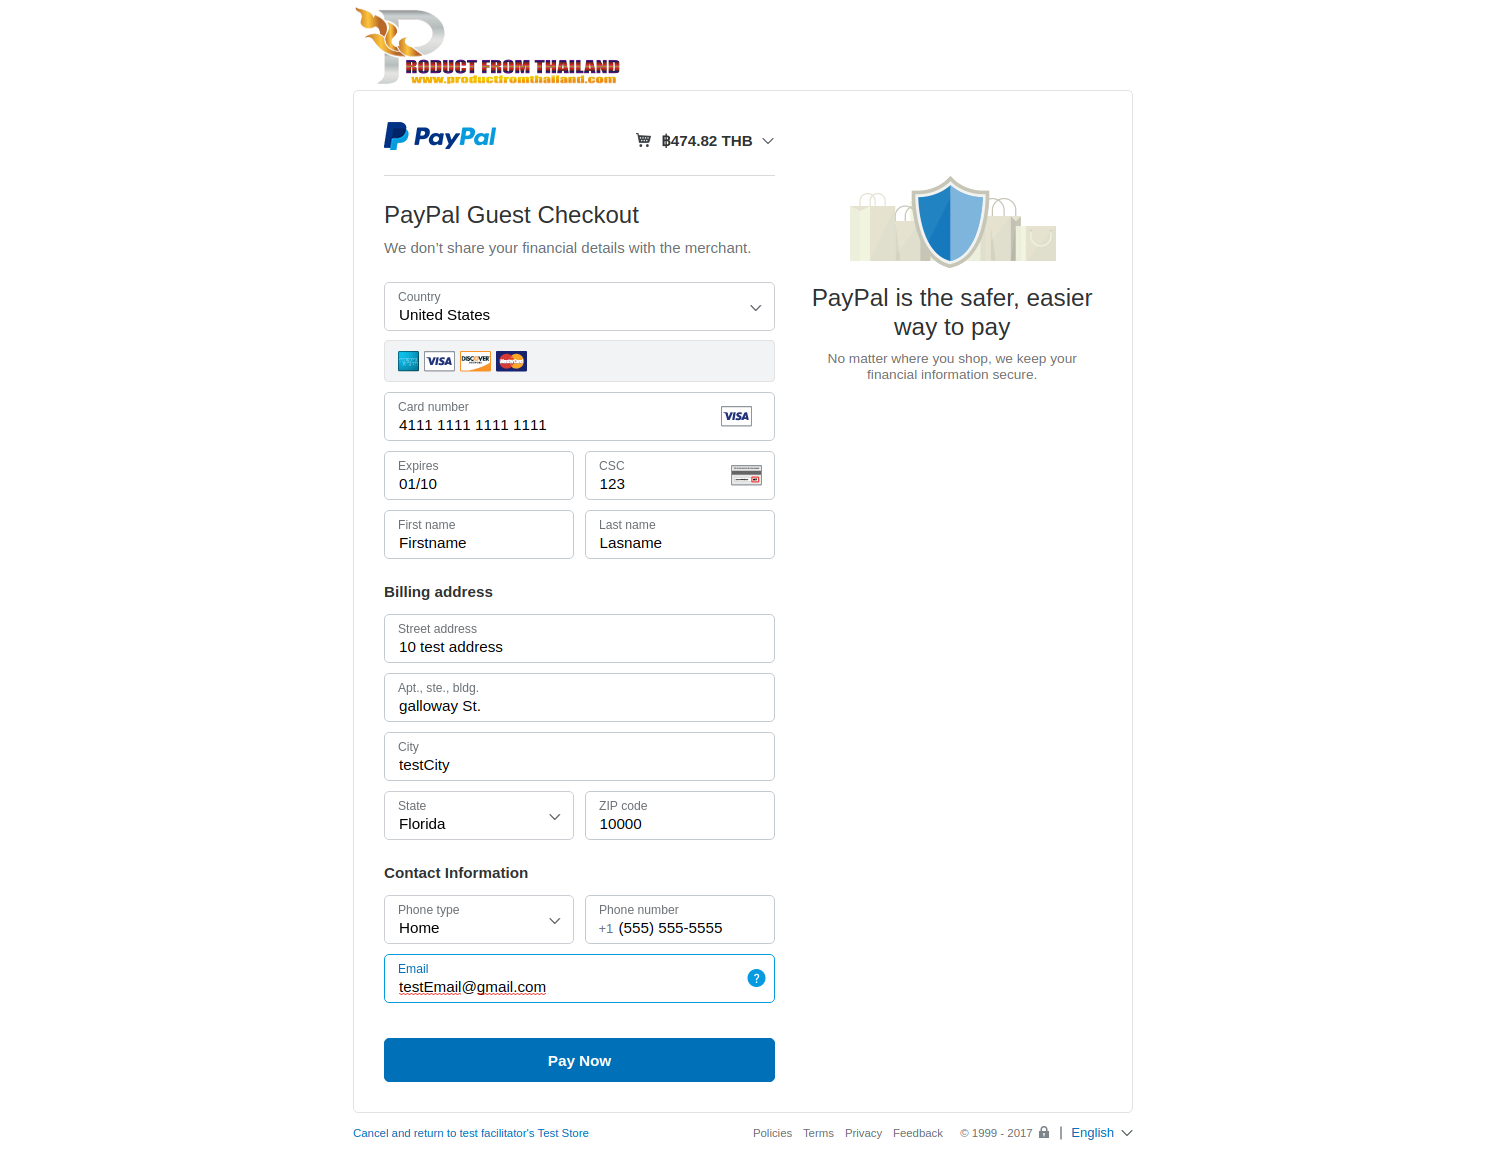 PRODUCT FROM THAILAND
www.productfromthailand.com
PayPal
฿474.82 THB
PayPal Guest Checkout
We don’t share your financial details with the merchant.
Country
United States
VISA DISCOVER MasterCard
Card number
4111 1111 1111 1111
VISA
Expires
01/10
CSC
123
First name
Firstname
Last name
Lasname
Billing address
Street address
10 test address
Apt., ste., bldg.
galloway St.
City
testCity
State
Florida
ZIP code
10000
Contact Information
Phone type
Home
Phone number
+1 (555) 555-5555
Email
testEmail@gmail.com
?
Pay Now
PayPal is the safer, easier
way to pay
No matter where you shop, we keep your
financial information secure.
Cancel and return to test facilitator's Test Store
Policies Terms Privacy Feedback © 1999 - 2017 | English